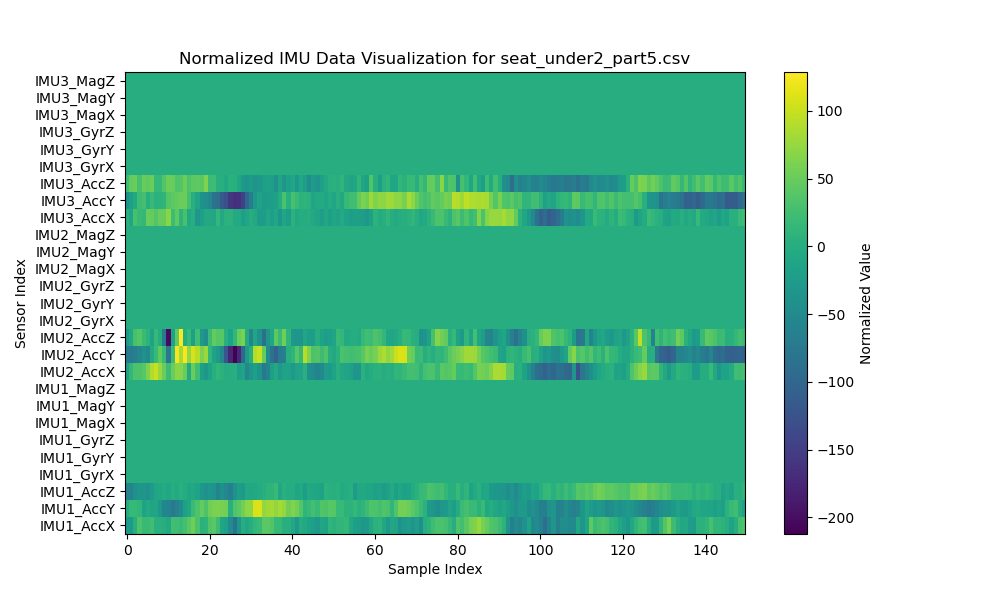 Normalized IMU Data Visualization for seat_under2_part5.csv
IMU3_MagZ
IMU3_MagY
IMU3_MagX
IMU3_GyrZ
IMU3_GyrY
IMU3_GyrX
IMU3_AccZ
IMU3_AccY
IMU3_AccX
IMU2_MagZ
IMU2_MagY
IMU2_MagX
IMU2_GyrZ
IMU2_GyrY
IMU2_GyrX
IMU2_AccZ
IMU2_AccY
IMU2_AccX
IMU1_MagZ
IMU1_MagY
IMU1_MagX
IMU1_GyrZ
IMU1_GyrY
IMU1_GyrX
IMU1_AccZ
IMU1_AccY
IMU1_AccX
Sensor Index
0 20 40 60 80 100 120 140
Sample Index
100
50
0
−50
−100
−150
−200
Normalized Value